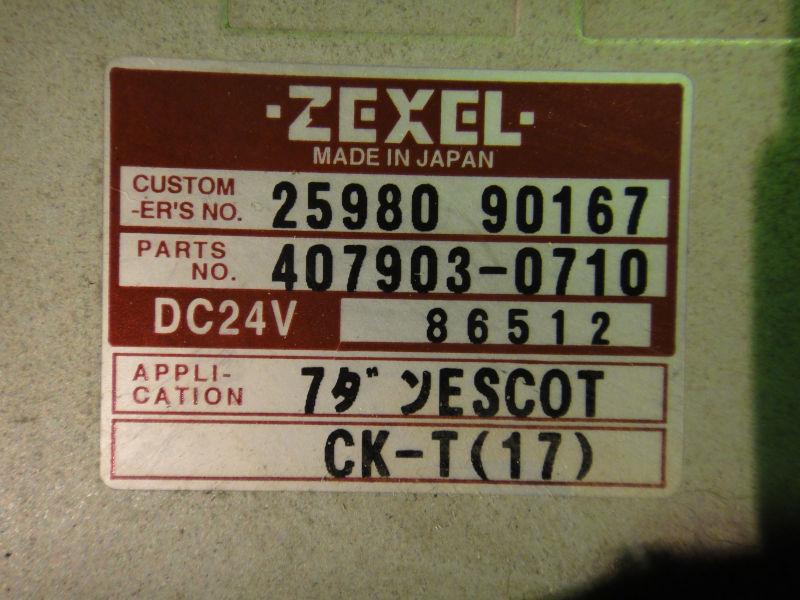 ·ZEXEL·
MADE IN JAPAN
CUSTOM
-ER'S NO. 25980 90167
PARTS
NO. 407903-0710
DC24V 86512
APPLI-
CATION 7ダンESCOT
CK-T(17)